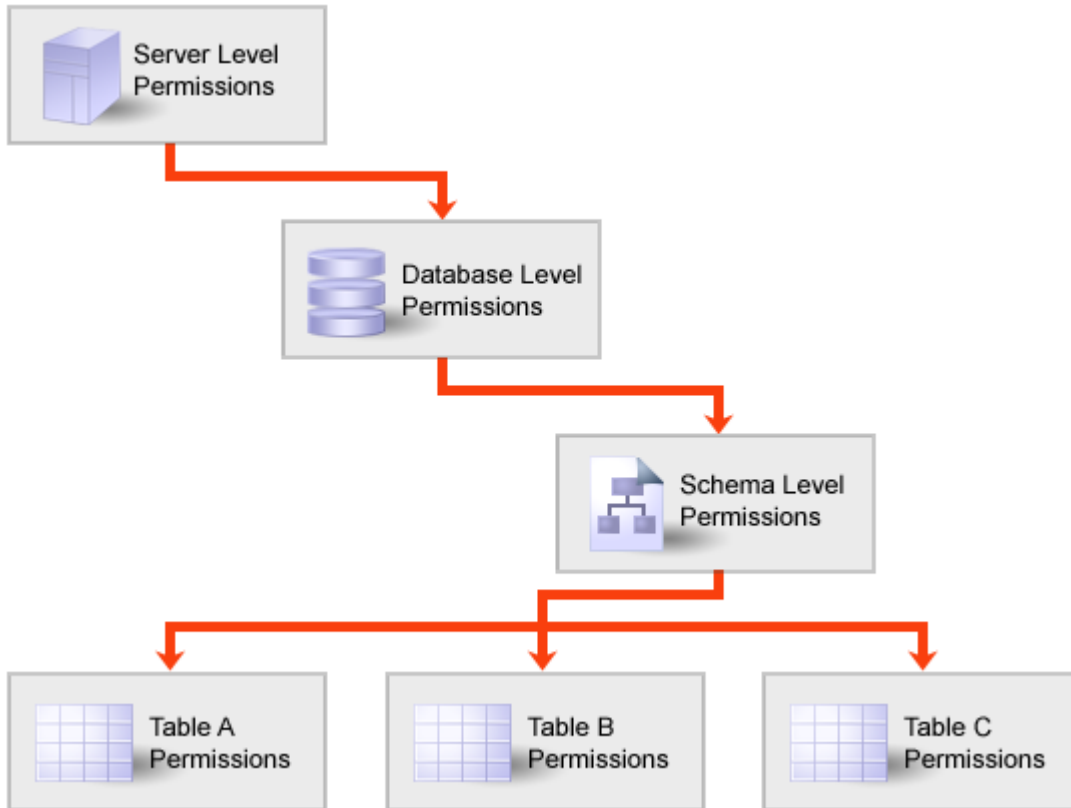 Server Level
Permissions
Database Level
Permissions
Schema Level
Permissions
Table A
Permissions
Table B
Permissions
Table C
Permissions